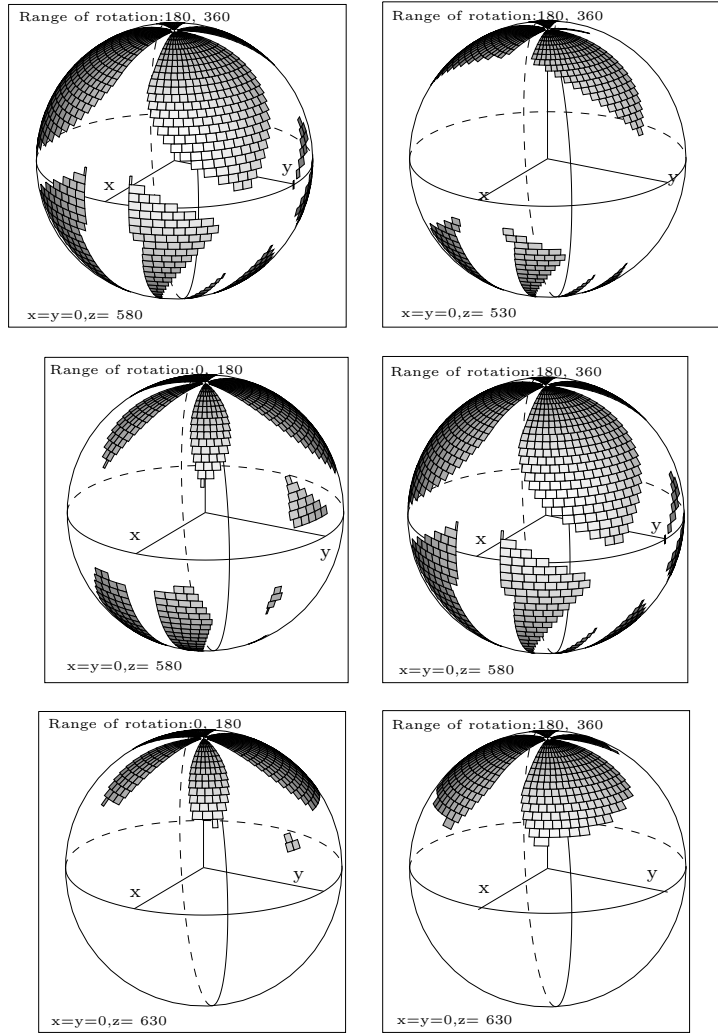 Range of rotation:180, 360
x
y
x=y=0,z= 580
Range of rotation:180, 360
x
y
x=y=0,z= 530
Range of rotation:0, 180
x
y
x=y=0,z= 580
Range of rotation:180, 360
x
y
x=y=0,z= 580
Range of rotation:0, 180
x
y
x=y=0,z= 630
Range of rotation:180, 360
x
y
x=y=0,z= 630